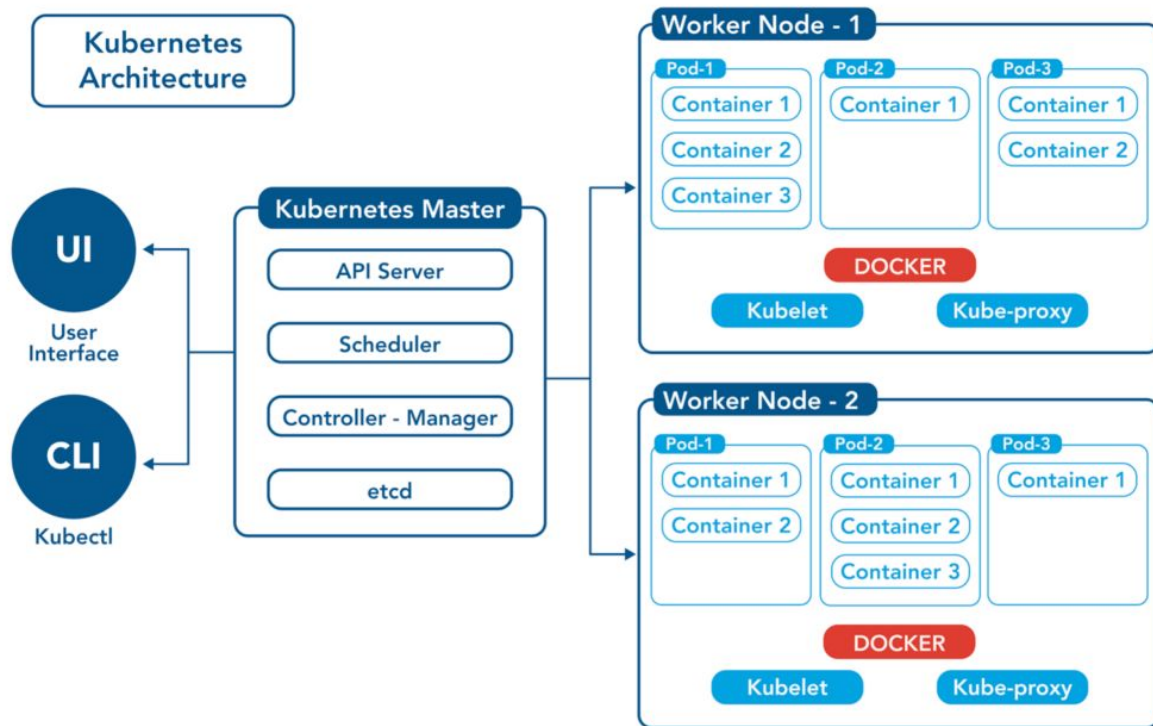 Kubernetes
Architecture
UI
User
Interface
CLI
Kubectl
Kubernetes Master
API Server
Scheduler
Controller - Manager
etcd
Worker Node - 1
Pod-1
Container 1
Container 2
Container 3
Pod-2
Container 1
Pod-3
Container 1
Container 2
DOCKER
Kubelet
Kube-proxy
Worker Node - 2
Pod-1
Container 1
Container 2
Pod-2
Container 1
Container 2
Container 3
Pod-3
Container 1
DOCKER
Kubelet
Kube-proxy